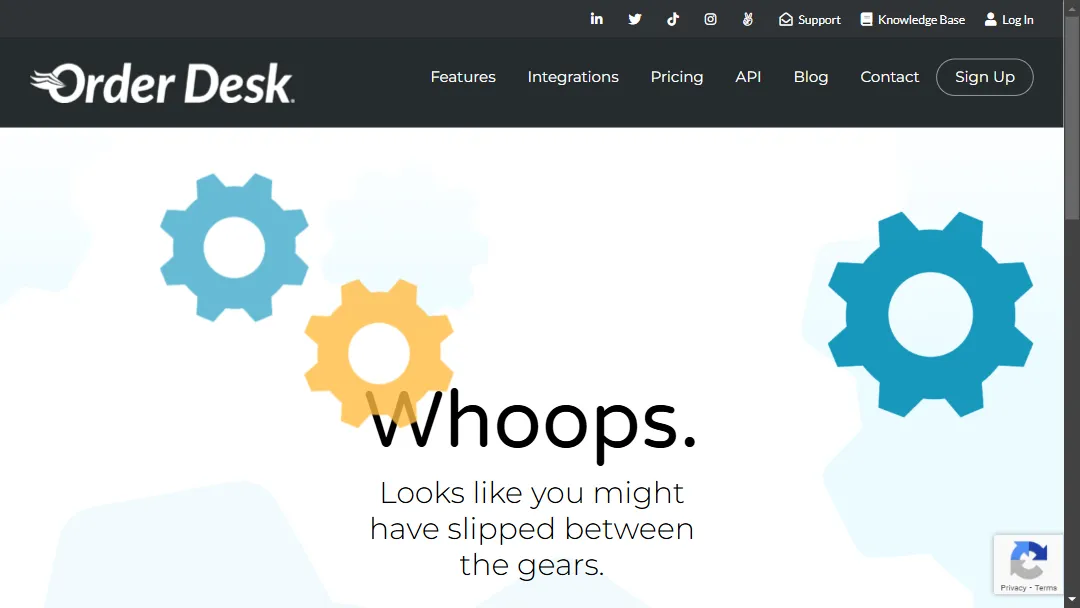 Support
Knowledge Base
Log In
Order Desk.
Features
Integrations
Pricing
API
Blog
Contact
Sign Up
Whoops.
Looks like you might
have slipped between
the gears.
Privacy - Terms